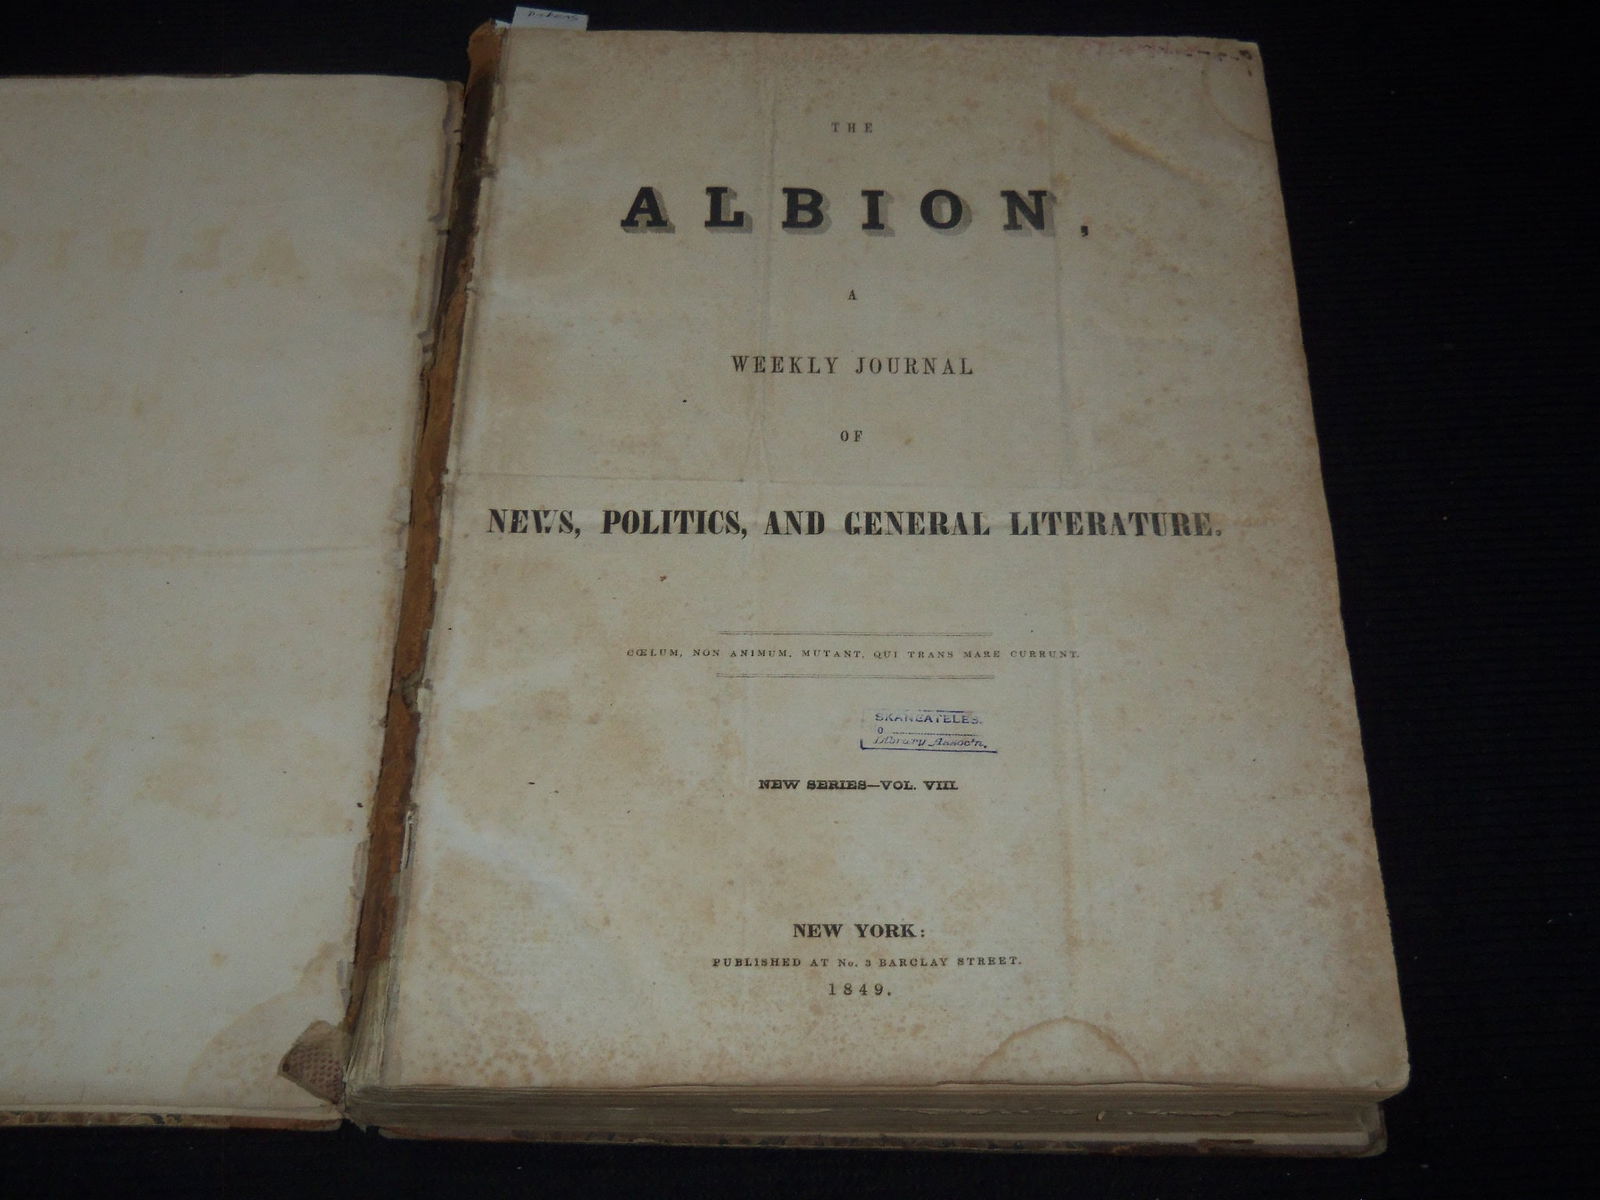 THE
ALBION,
A
WEEKLY JOURNAL
OF
NEWS, POLITICS, AND GENERAL LITERATURE.
CŒLUM, NON ANIMUM, MUTANT, QUI TRANS MARE CURRUNT.
SKANEATELES.
Library Assoc'n.
NEW SERIES—VOL. VIII.
NEW YORK:
PUBLISHED AT No. 3 BARCLAY STREET.
1849.